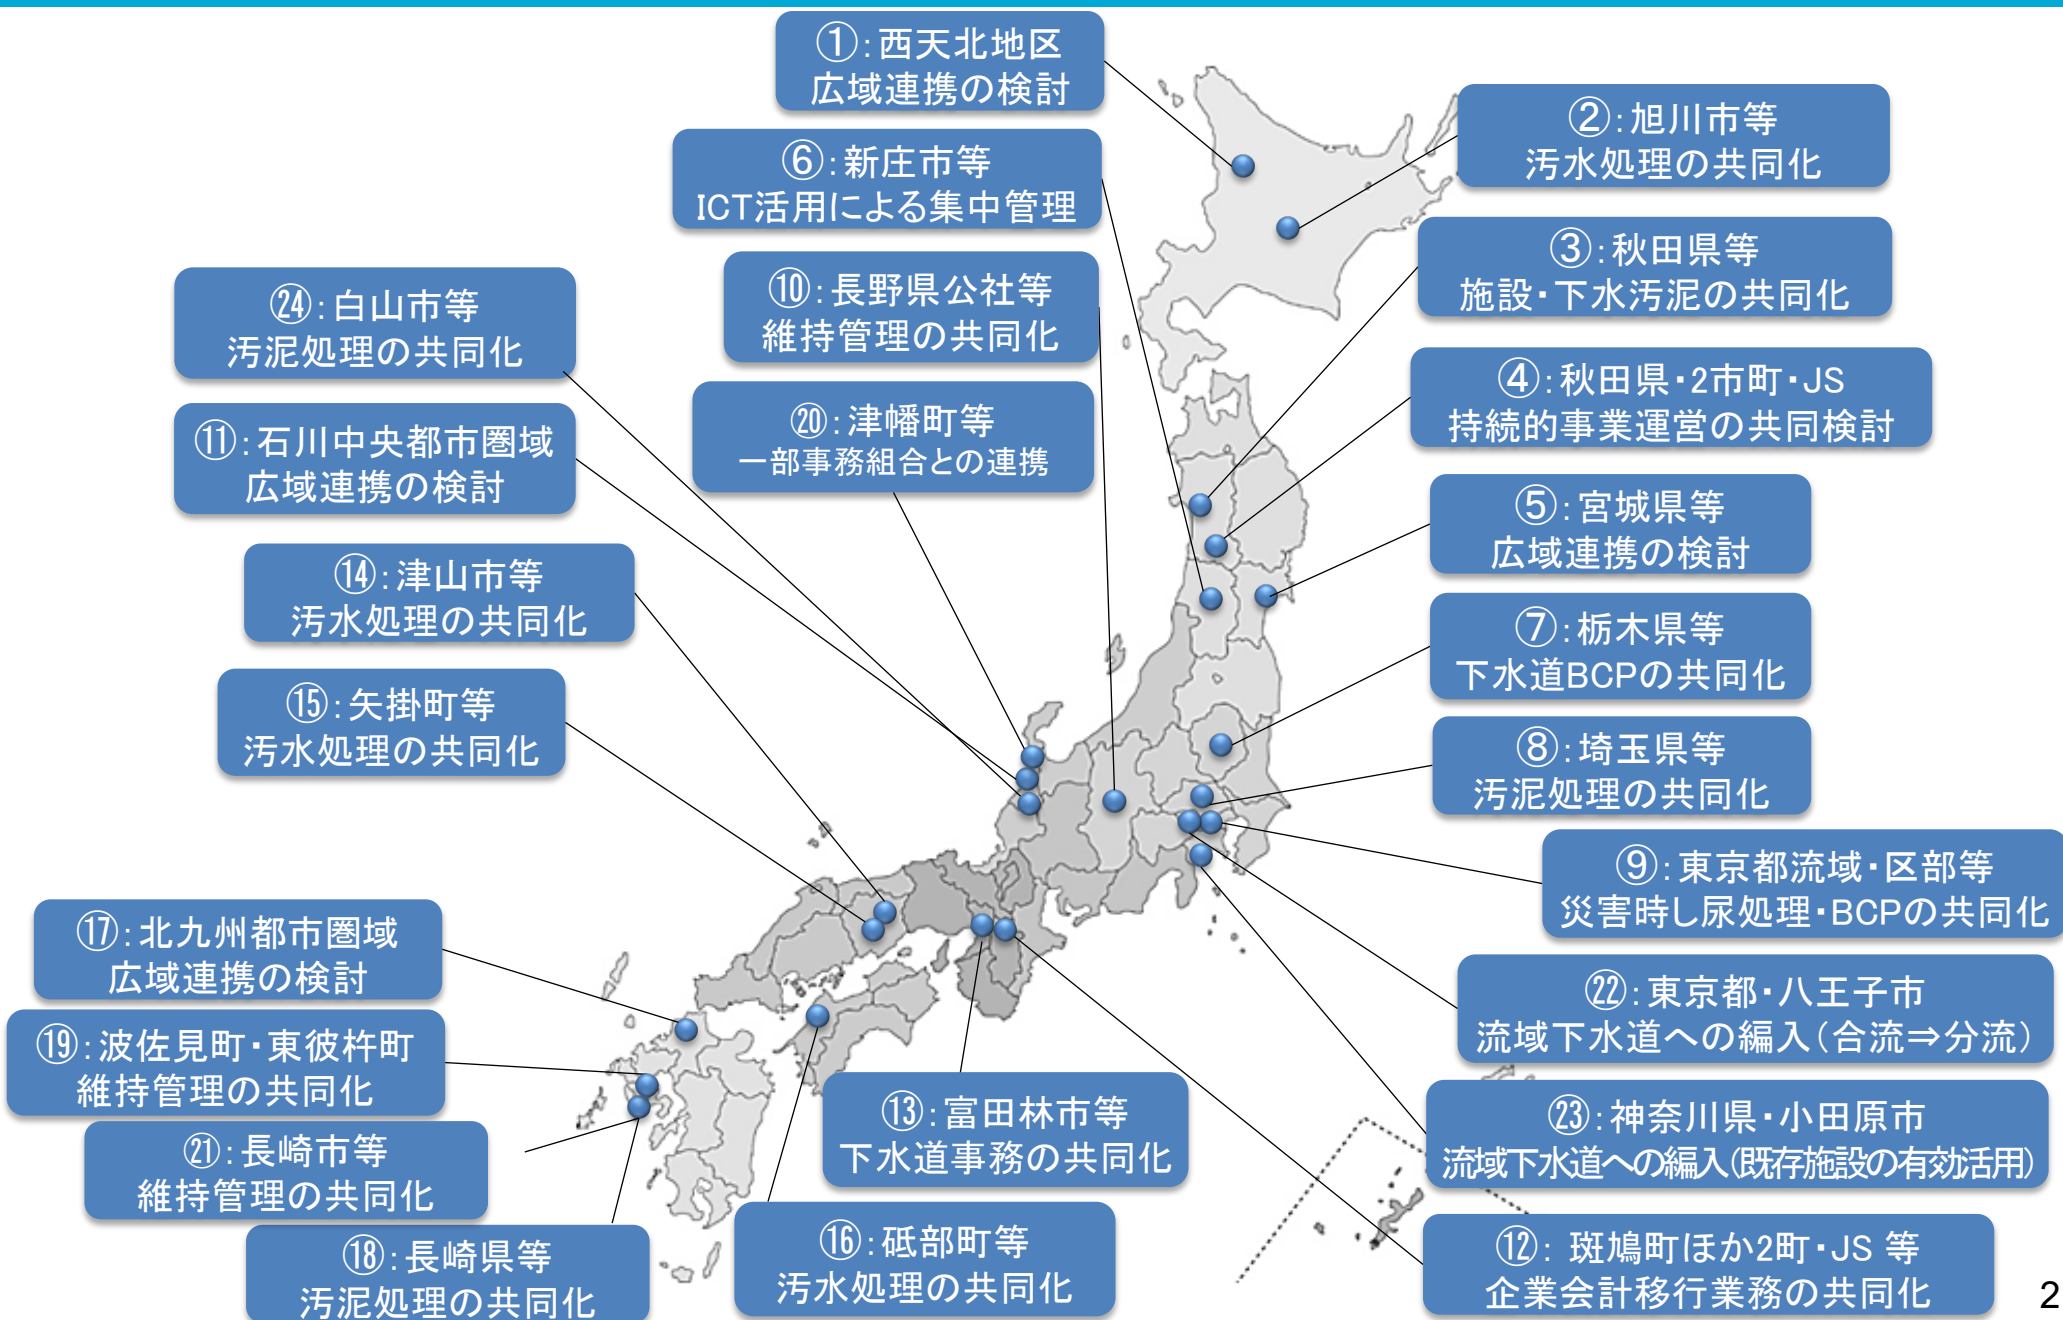 ①：西天北地区
広域連携の検討
②：旭川市等
汚水処理の共同化
⑥：新庄市等
ICT活用による集中管理
③：秋田県等
施設・下水汚泥の共同化
⑩：長野県公社等
維持管理の共同化
㉔：白山市等
汚泥処理の共同化
④：秋田県・2市町・JS
持続的事業運営の共同検討
⑳：津幡町等
一部事務組合との連携
⑪：石川中央都市圏域
広域連携の検討
⑤：宮城県等
広域連携の検討
⑭：津山市等
汚水処理の共同化
⑦：栃木県等
下水道BCPの共同化
⑮：矢掛町等
汚水処理の共同化
⑧：埼玉県等
汚泥処理の共同化
⑨：東京都流域・区部等
災害時し尿処理・BCPの共同化
⑰：北九州都市圏域
広域連携の検討
㉒：東京都・八王子市
流域下水道への編入（合流⇒分流）
⑲：波佐見町・東彼杵町
維持管理の共同化
⑬：富田林市等
下水道事務の共同化
㉓：神奈川県・小田原市
流域下水道への編入（既存施設の有効活用）
㉑：長崎市等
維持管理の共同化
⑯：砥部町等
汚水処理の共同化
⑫： 斑鳩町ほか2町・JS 等
企業会計移行業務の共同化
⑱：長崎県等
汚泥処理の共同化
2